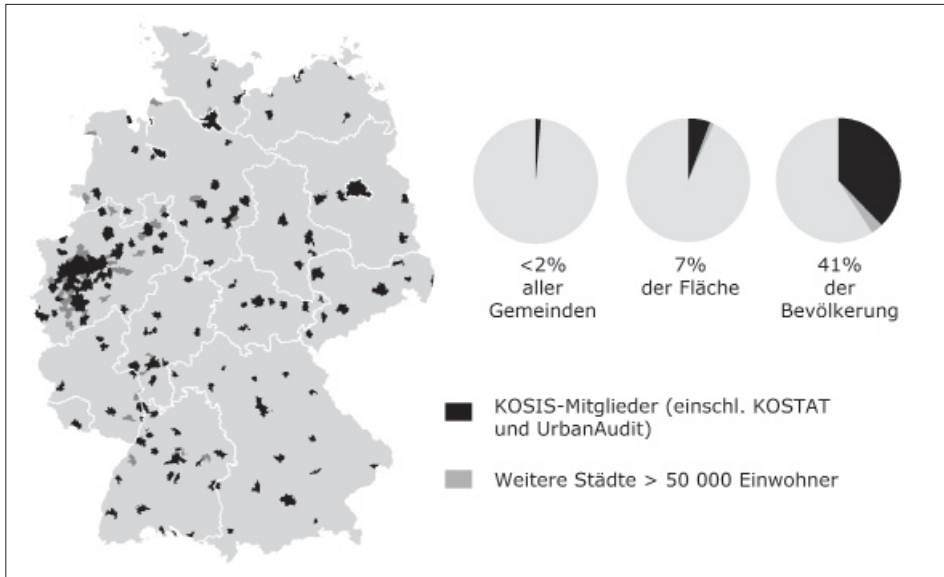 <2%
aller
Gemeinden
7%
der Fläche
41%
der
Bevölkerung
KOSIS-Mitglieder (einschl. KOSTAT
und UrbanAudit)
Weitere Städte > 50 000 Einwohner